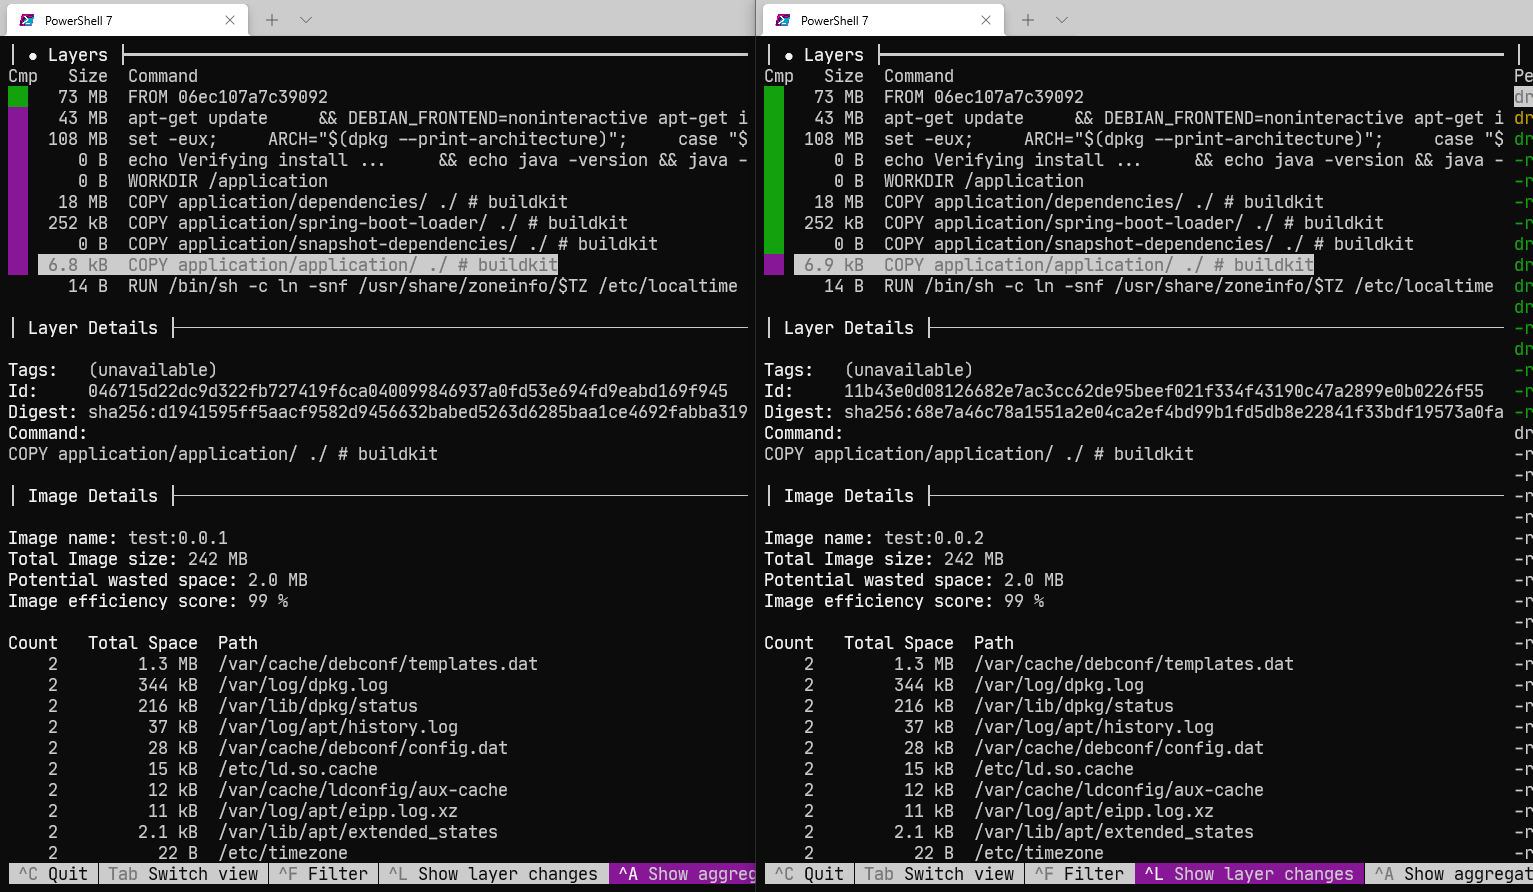 PowerShell 7
● Layers
Cmp Size Command
73 MB FROM 06ec107a7c39092
43 MB apt-get update && DEBIAN_FRONTEND=noninteractive apt-get i
108 MB set -eux; ARCH="$(dpkg --print-architecture)"; case "$
0 B echo Verifying install ... && echo java -version && java -
0 B WORKDIR /application
18 MB COPY application/dependencies/ ./ # buildkit
252 kB COPY application/spring-boot-loader/ ./ # buildkit
0 B COPY application/snapshot-dependencies/ ./ # buildkit
6.8 kB COPY application/application/ ./ # buildkit
14 B RUN /bin/sh -c ln -snf /usr/share/zoneinfo/$TZ /etc/localtime
Layer Details
Tags: (unavailable)
Id: 046715d22dc9d322fb727419f6ca040099846937a0fd53e694fd9eabd169f945
Digest: sha256:d1941595ff5aacf9582d9456632babed5263d6285baa1ce4692fabba319
Command:
COPY application/application/ ./ # buildkit
Image Details
Image name: test:0.0.1
Total Image size: 242 MB
Potential wasted space: 2.0 MB
Image efficiency score: 99 %
Count Total Space Path
2 1.3 MB /var/cache/debconf/templates.dat
2 344 kB /var/log/dpkg.log
2 216 kB /var/lib/dpkg/status
2 37 kB /var/log/apt/history.log
2 28 kB /var/cache/debconf/config.dat
2 15 kB /etc/ld.so.cache
2 12 kB /var/cache/ldconfig/aux-cache
2 11 kB /var/log/apt/eipp.log.xz
2 2.1 kB /var/lib/apt/extended_states
2 22 B /etc/timezone
^C Quit Tab Switch view ^F Filter ^L Show layer changes ^A Show aggreg
PowerShell 7
● Layers
Cmp Size Command
73 MB FROM 06ec107a7c39092
43 MB apt-get update && DEBIAN_FRONTEND=noninteractive apt-get i
108 MB set -eux; ARCH="$(dpkg --print-architecture)"; case "$
0 B echo Verifying install ... && echo java -version && java -
0 B WORKDIR /application
18 MB COPY application/dependencies/ ./ # buildkit
252 kB COPY application/spring-boot-loader/ ./ # buildkit
0 B COPY application/snapshot-dependencies/ ./ # buildkit
6.9 kB COPY application/application/ ./ # buildkit
14 B RUN /bin/sh -c ln -snf /usr/share/zoneinfo/$TZ /etc/localtime
Layer Details
Tags: (unavailable)
Id: 11b43e0d08126682e7ac3cc62de95beef021f334f43190c47a2899e0b0226f55
Digest: sha256:68e7a46c78a1551a2e04ca2ef4bd99b1fd5db8e22841f33bdf19573a0fa
Command:
COPY application/application/ ./ # buildkit
Image Details
Image name: test:0.0.2
Total Image size: 242 MB
Potential wasted space: 2.0 MB
Image efficiency score: 99 %
Count Total Space Path
2 1.3 MB /var/cache/debconf/templates.dat
2 344 kB /var/log/dpkg.log
2 216 kB /var/lib/dpkg/status
2 37 kB /var/log/apt/history.log
2 28 kB /var/cache/debconf/config.dat
2 15 kB /etc/ld.so.cache
2 12 kB /var/cache/ldconfig/aux-cache
2 11 kB /var/log/apt/eipp.log.xz
2 2.1 kB /var/lib/apt/extended_states
2 22 B /etc/timezone
^C Quit Tab Switch view ^F Filter ^L Show layer changes ^A Show aggregat